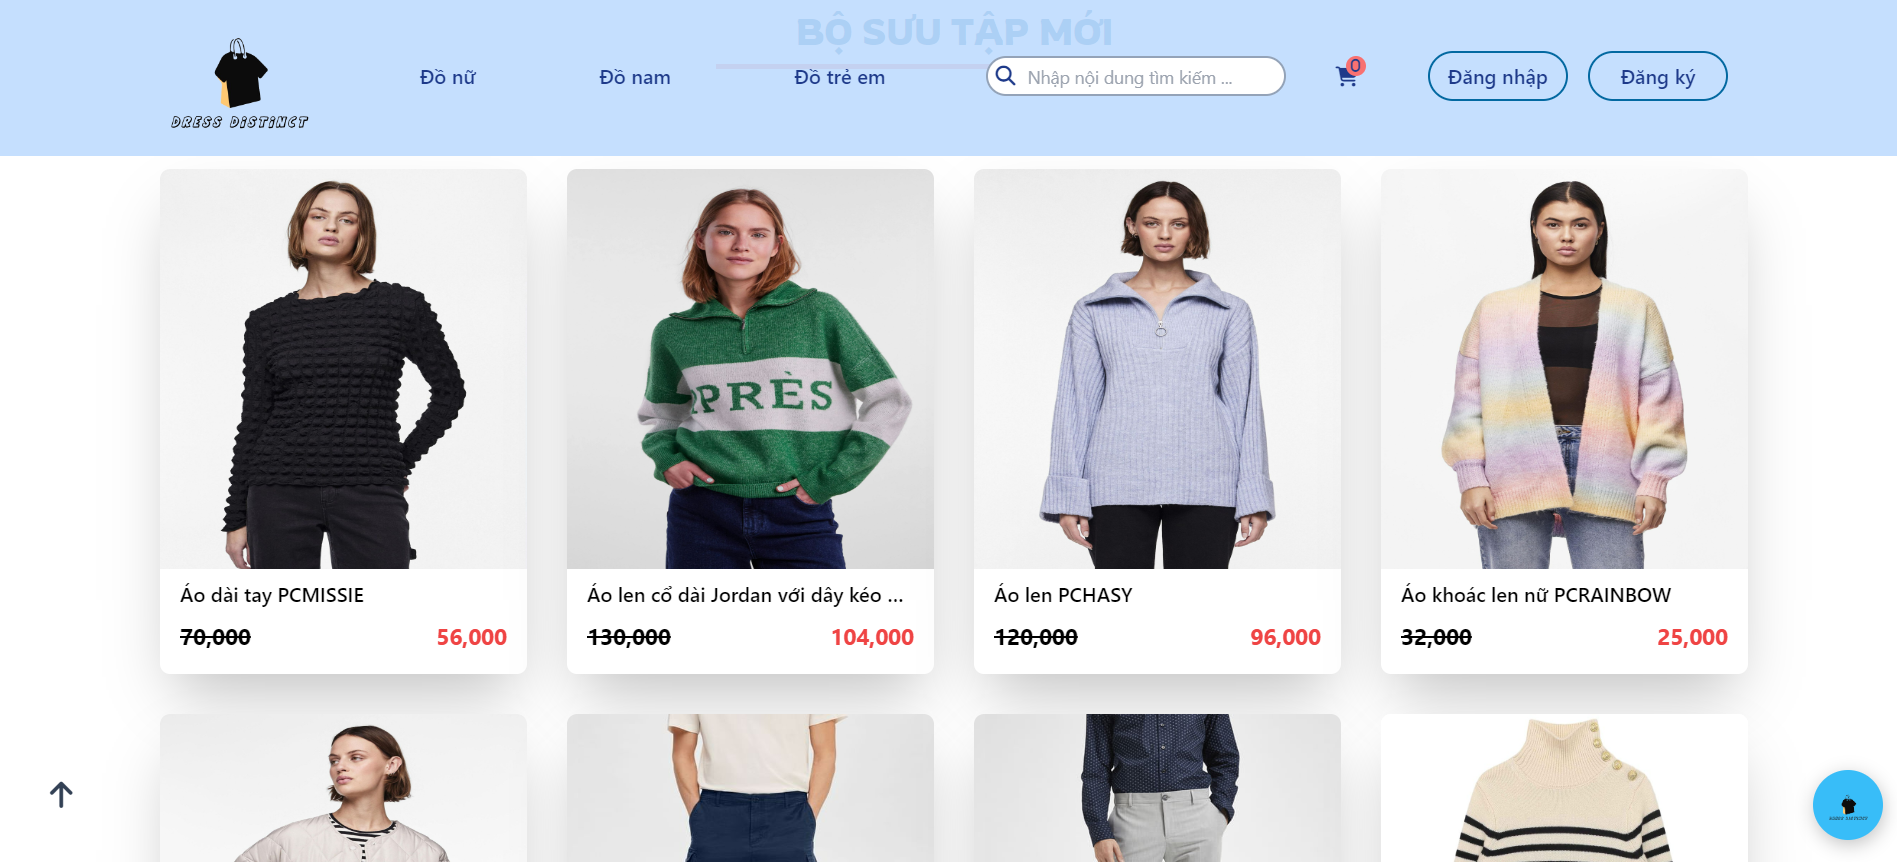 BỘ SƯU TẬP MỚI
Đồ nữ
Đồ nam
Đồ trẻ em
Nhập nội dung tìm kiếm ...
0
Đăng nhập
Đăng ký
DRESS DISTINCT
PRÈS
Áo dài tay PCMISSIE
70,000 56,000
Áo len cổ dài Jordan với dây kéo ...
130,000 104,000
Áo len PCHASY
120,000 96,000
Áo khoác len nữ PCRAINBOW
32,000 25,000